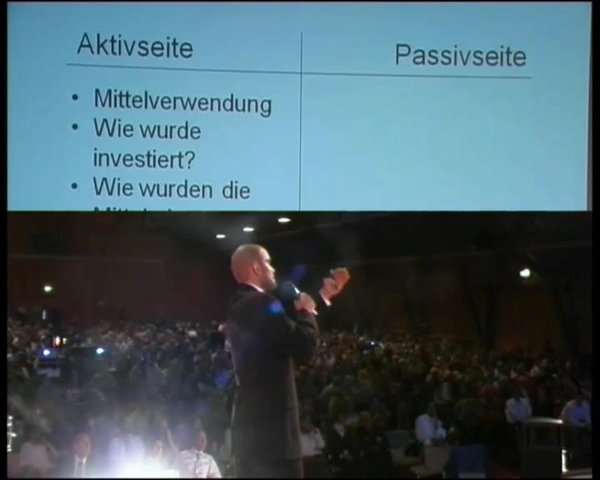 Aktivseite
Passivseite
• Mittelverwendung
• Wie wurde
investiert?
• Wie wurden die